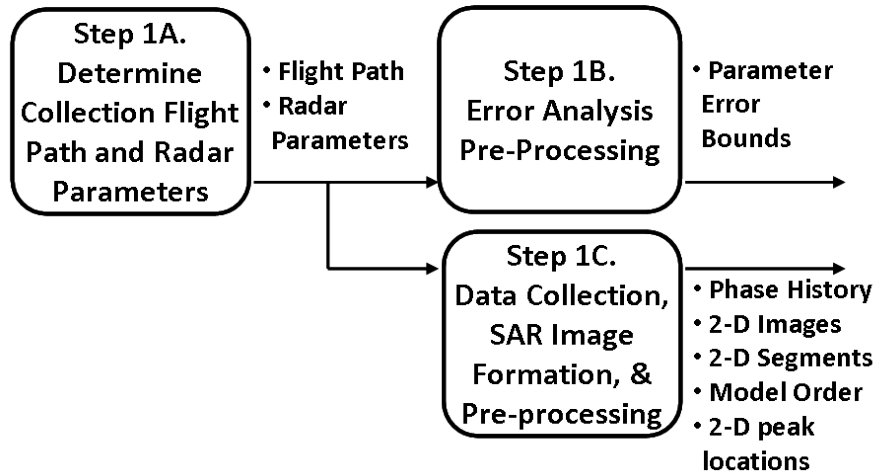 Step 1A.
Determine
Collection Flight
Path and Radar
Parameters
• Flight Path
• Radar
Parameters
Step 1B.
Error Analysis
Pre-Processing
• Parameter
Error
Bounds
Step 1C.
Data Collection,
SAR Image
Formation, &
Pre-processing
• Phase History
• 2-D Images
• 2-D Segments
• Model Order
• 2-D peak
locations